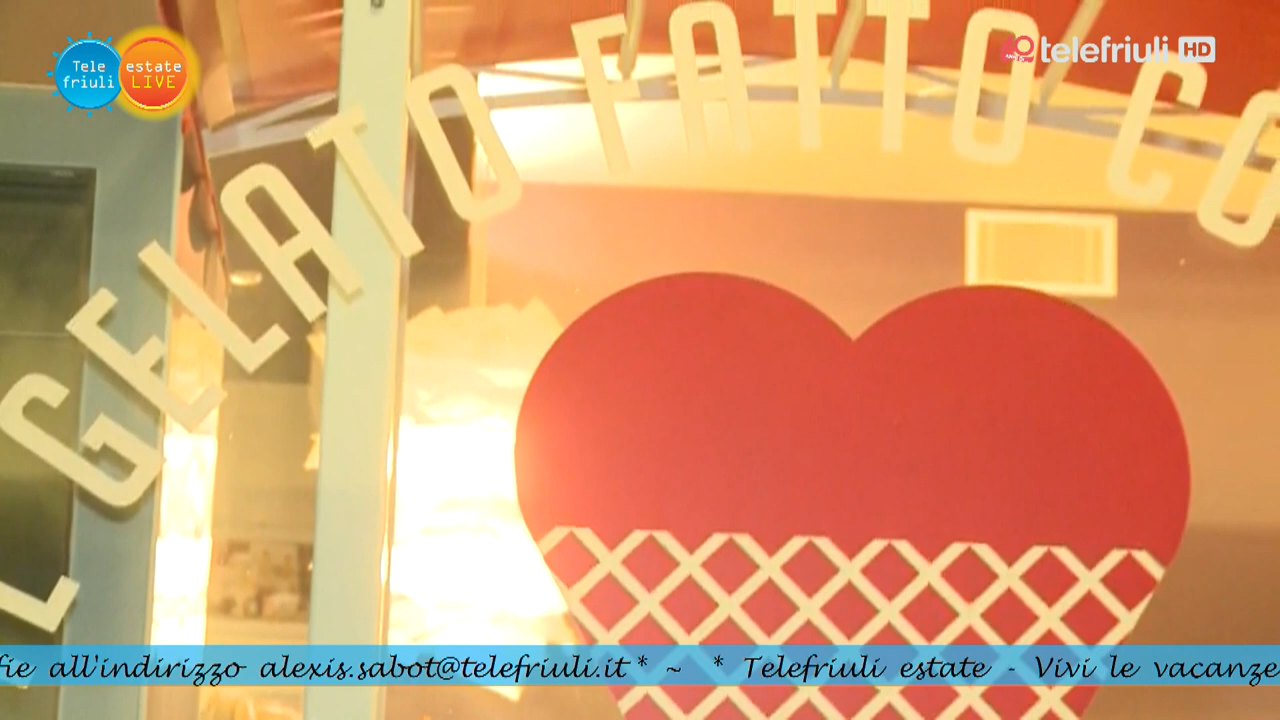 Tele
friuli
estate
LIVE
telefriuli HD
L GELATO FATTO CO
fie all'indirizzo alexis.sabot@telefriuli.it * ~ * Telefriuli estate - Vivi le vacanze